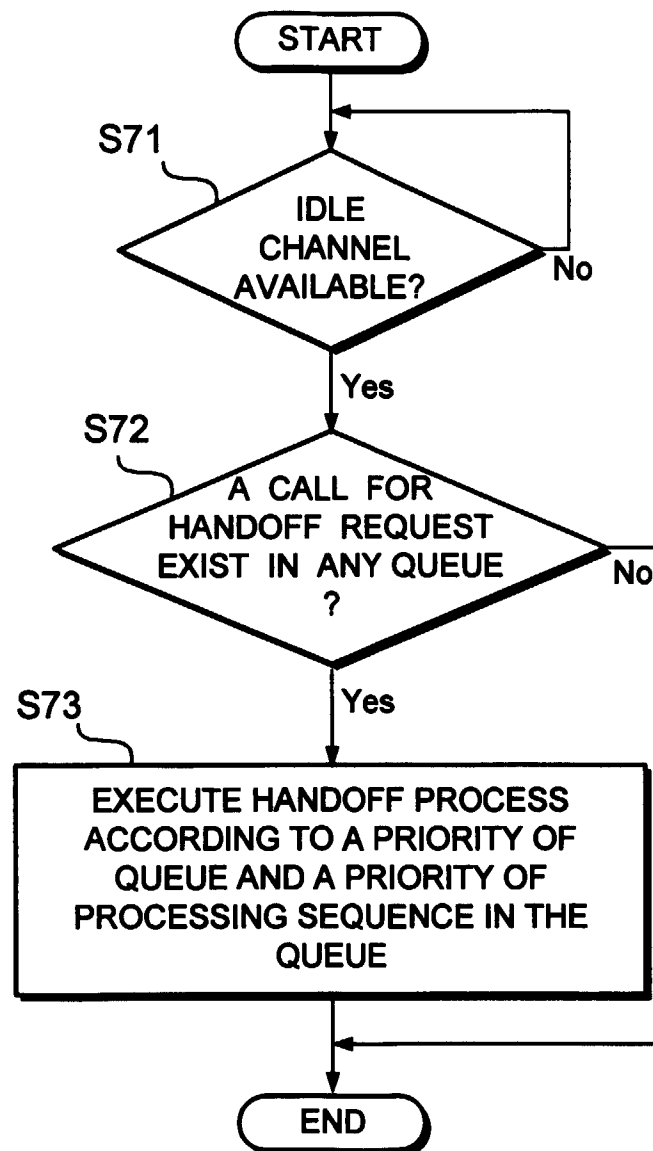 START
S71
IDLE
CHANNEL
AVAILABLE?
No
Yes
S72
A CALL FOR
HANDOFF REQUEST
EXIST IN ANY QUEUE
?
No
Yes
S73
EXECUTE HANDOFF PROCESS
ACCORDING TO A PRIORITY OF
QUEUE AND A PRIORITY OF
PROCESSING SEQUENCE IN THE
QUEUE
END